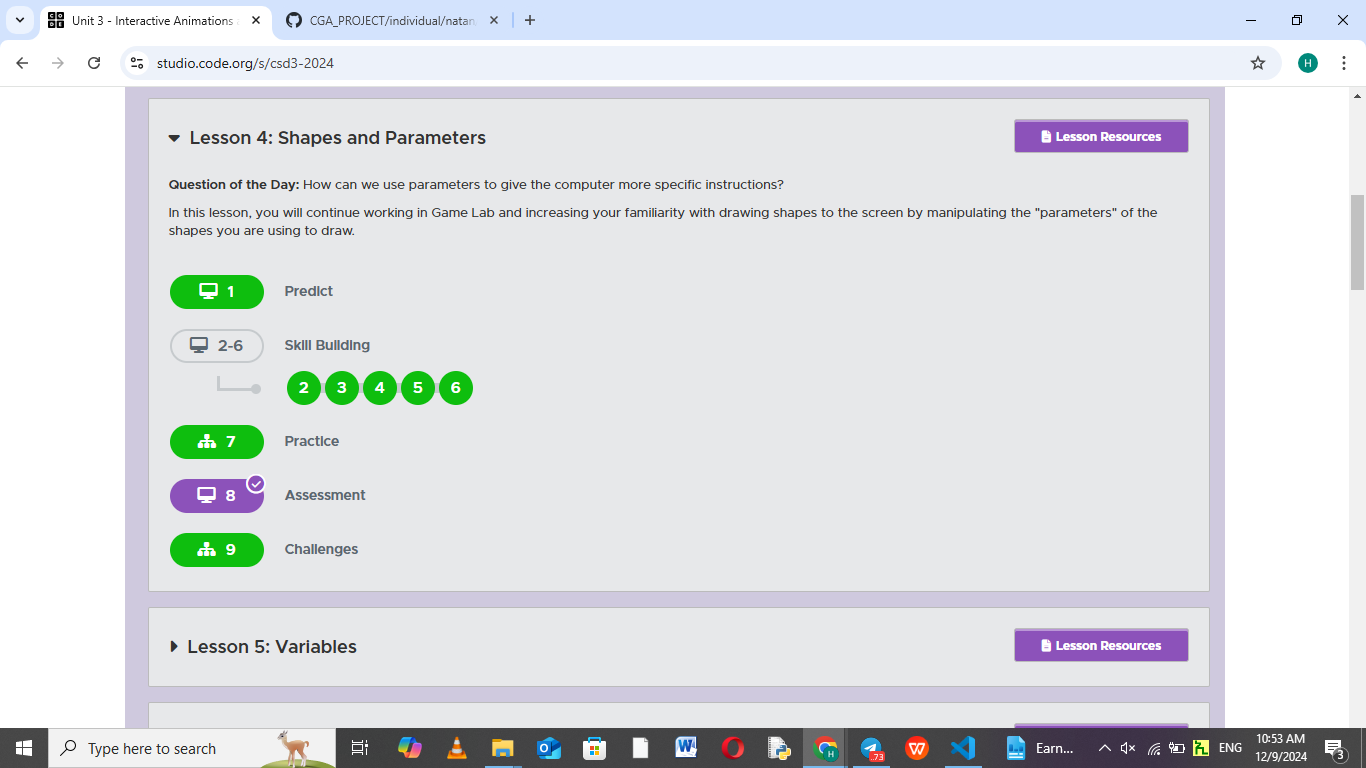 Unit 3 - Interactive Animations
CGA_PROJECT/individual/natan
studio.code.org/s/csd3-2024
H
Lesson 4: Shapes and Parameters
Lesson Resources
Question of the Day: How can we use parameters to give the computer more specific instructions?
In this lesson, you will continue working in Game Lab and increasing your familiarity with drawing shapes to the screen by manipulating the "parameters" of the
shapes you are using to draw.
1 Predict
2-6 Skill Building
2 3 4 5 6
7 Practice
8 Assessment
9 Challenges
Lesson 5: Variables
Lesson Resources
Type here to search
73
Earn...
ENG
10:53 AM
12/9/2024
3